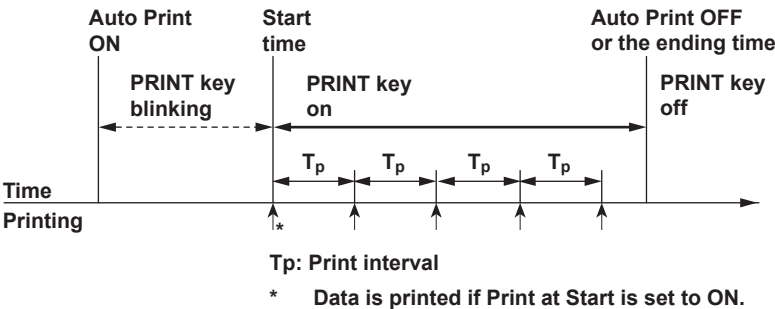 Auto Print
ON
Start
time
Auto Print OFF
or the ending time
PRINT key
blinking
PRINT key
on
PRINT key
off
Tp Tp Tp Tp
Time
Printing
*
Tp: Print interval
* Data is printed if Print at Start is set to ON.